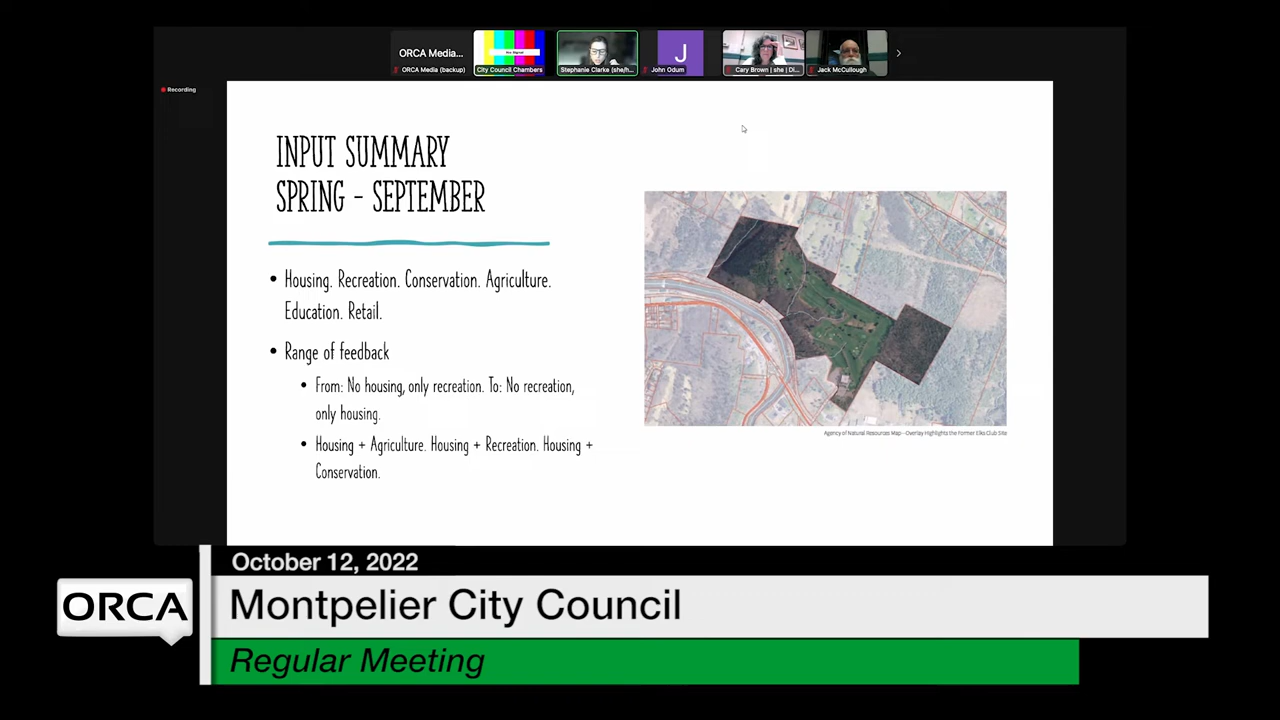 ORCA Media...
ORCA Media (backup)
City Council Chambers
Stephanie Clarke (she/h...
J
John Odum
Cary Brown | she | Di...
Jack McCullough
Recording
INPUT SUMMARY
SPRING - SEPTEMBER
• Housing. Recreation. Conservation. Agriculture.
Education. Retail.
• Range of feedback
• From: No housing, only recreation. To: No recreation,
only housing.
• Housing + Agriculture. Housing + Recreation. Housing +
Conservation.
Agency of Natural Resources Map - Overlay Highlights the Former Elks Club Site
October 12, 2022
ORCA
Montpelier City Council
Regular Meeting